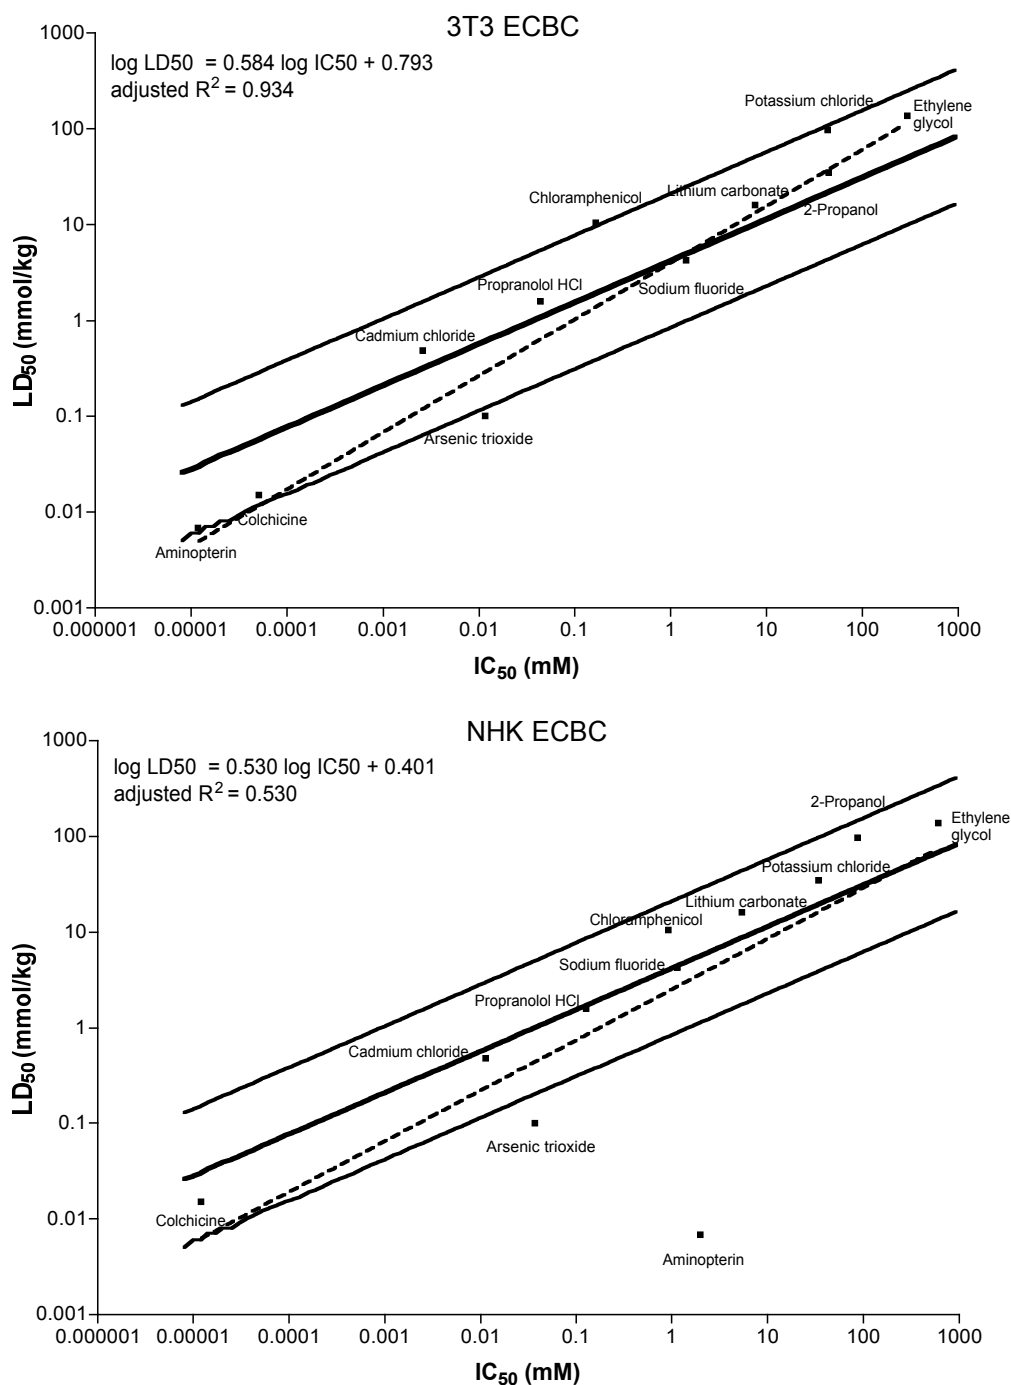 3T3 ECBC
log LD50 = 0.584 log IC50 + 0.793
adjusted R² = 0.934
1000
100
10
1
0.1
0.01
0.001
LD₅₀ (mmol/kg)
Potassium chloride
Ethylene
glycol
Chloramphenicol
Lithium carbonate
2-Propanol
Sodium fluoride
Propranolol HCl
Cadmium chloride
Arsenic trioxide
Colchicine
Aminopterin
0.000001
0.00001
0.0001
0.001
0.01
0.1
1
10
100
1000
IC₅₀ (mM)
NHK ECBC
log LD50 = 0.530 log IC50 + 0.401
adjusted R² = 0.530
1000
100
10
1
0.1
0.01
0.001
LD₅₀ (mmol/kg)
2-Propanol
Ethylene
glycol
Potassium chloride
Lithium carbonate
Chloramphenicol
Sodium fluoride
Propranolol HCl
Cadmium chloride
Arsenic trioxide
Colchicine
Aminopterin
0.000001
0.00001
0.0001
0.001
0.01
0.1
1
10
100
1000
IC₅₀ (mM)